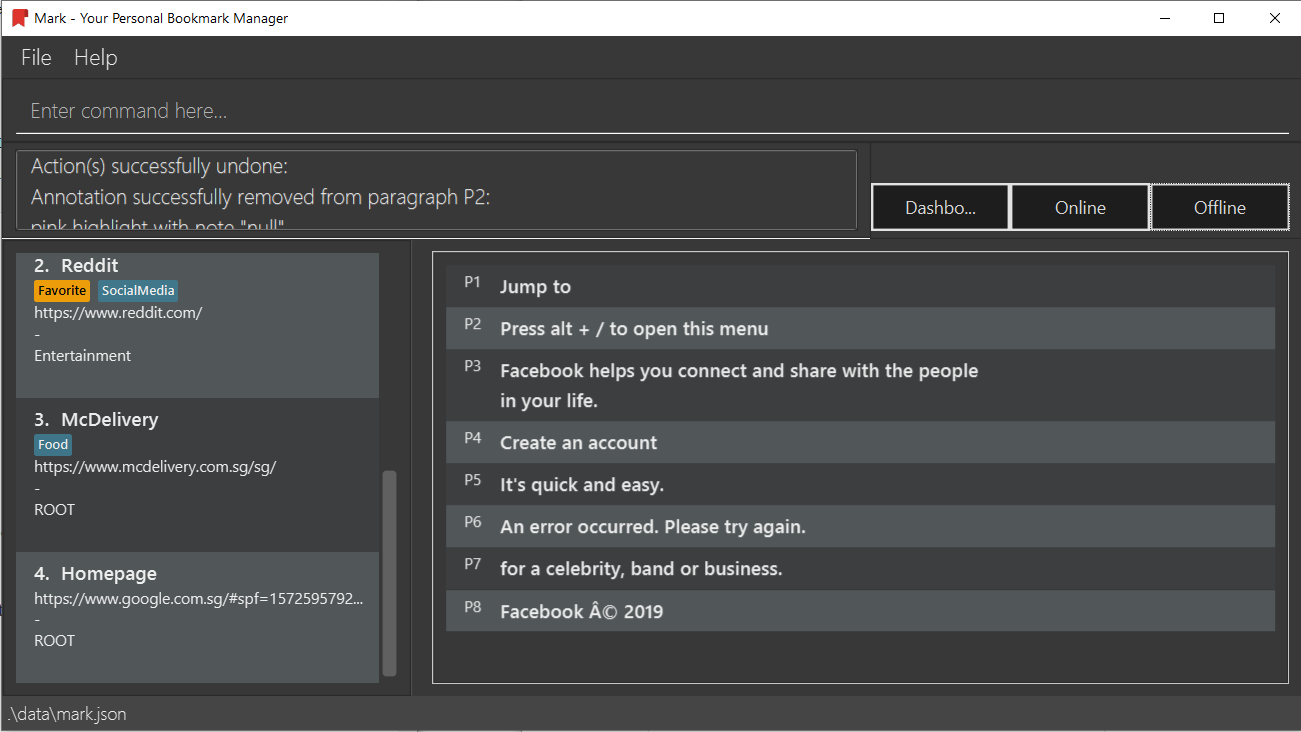 Mark - Your Personal Bookmark Manager
File Help
Enter command here...
Action(s) successfully undone:
Annotation successfully removed from paragraph P2:
pink highlight with note "null"
Dashbo... Online Offline
2. Reddit
Favorite SocialMedia
https://www.reddit.com/
-
Entertainment
3. McDelivery
Food
https://www.mcdelivery.com.sg/sg/
-
ROOT
4. Homepage
https://www.google.com.sg/#spf=1572595792...
-
ROOT
P1 Jump to
P2 Press alt + / to open this menu
P3 Facebook helps you connect and share with the people
in your life.
P4 Create an account
P5 It's quick and easy.
P6 An error occurred. Please try again.
P7 for a celebrity, band or business.
P8 Facebook Â© 2019
.\data\mark.json